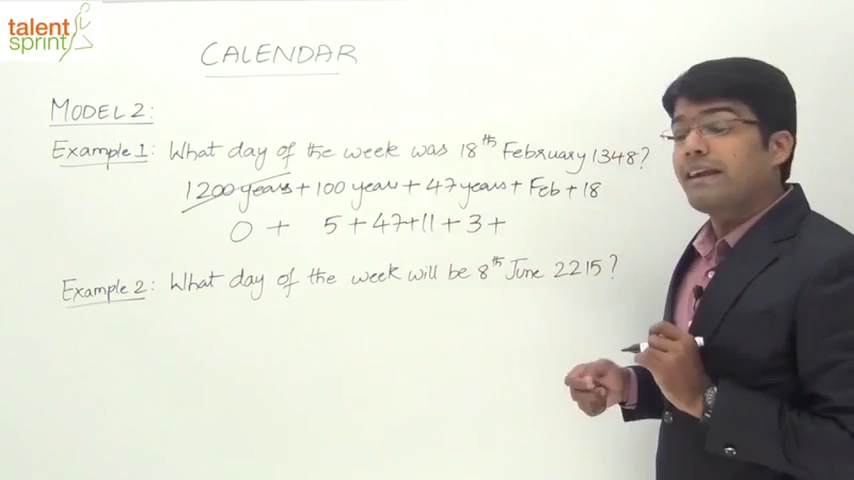 talent
sprint
CALENDAR
MODEL 2:
Example 1: What day of the week was 18th February 1348?
1200 years + 100 years + 47 years + Feb + 18
0 + 5 + 47 + 11 + 3 +
Example 2: What day of the week will be 8th June 2215?